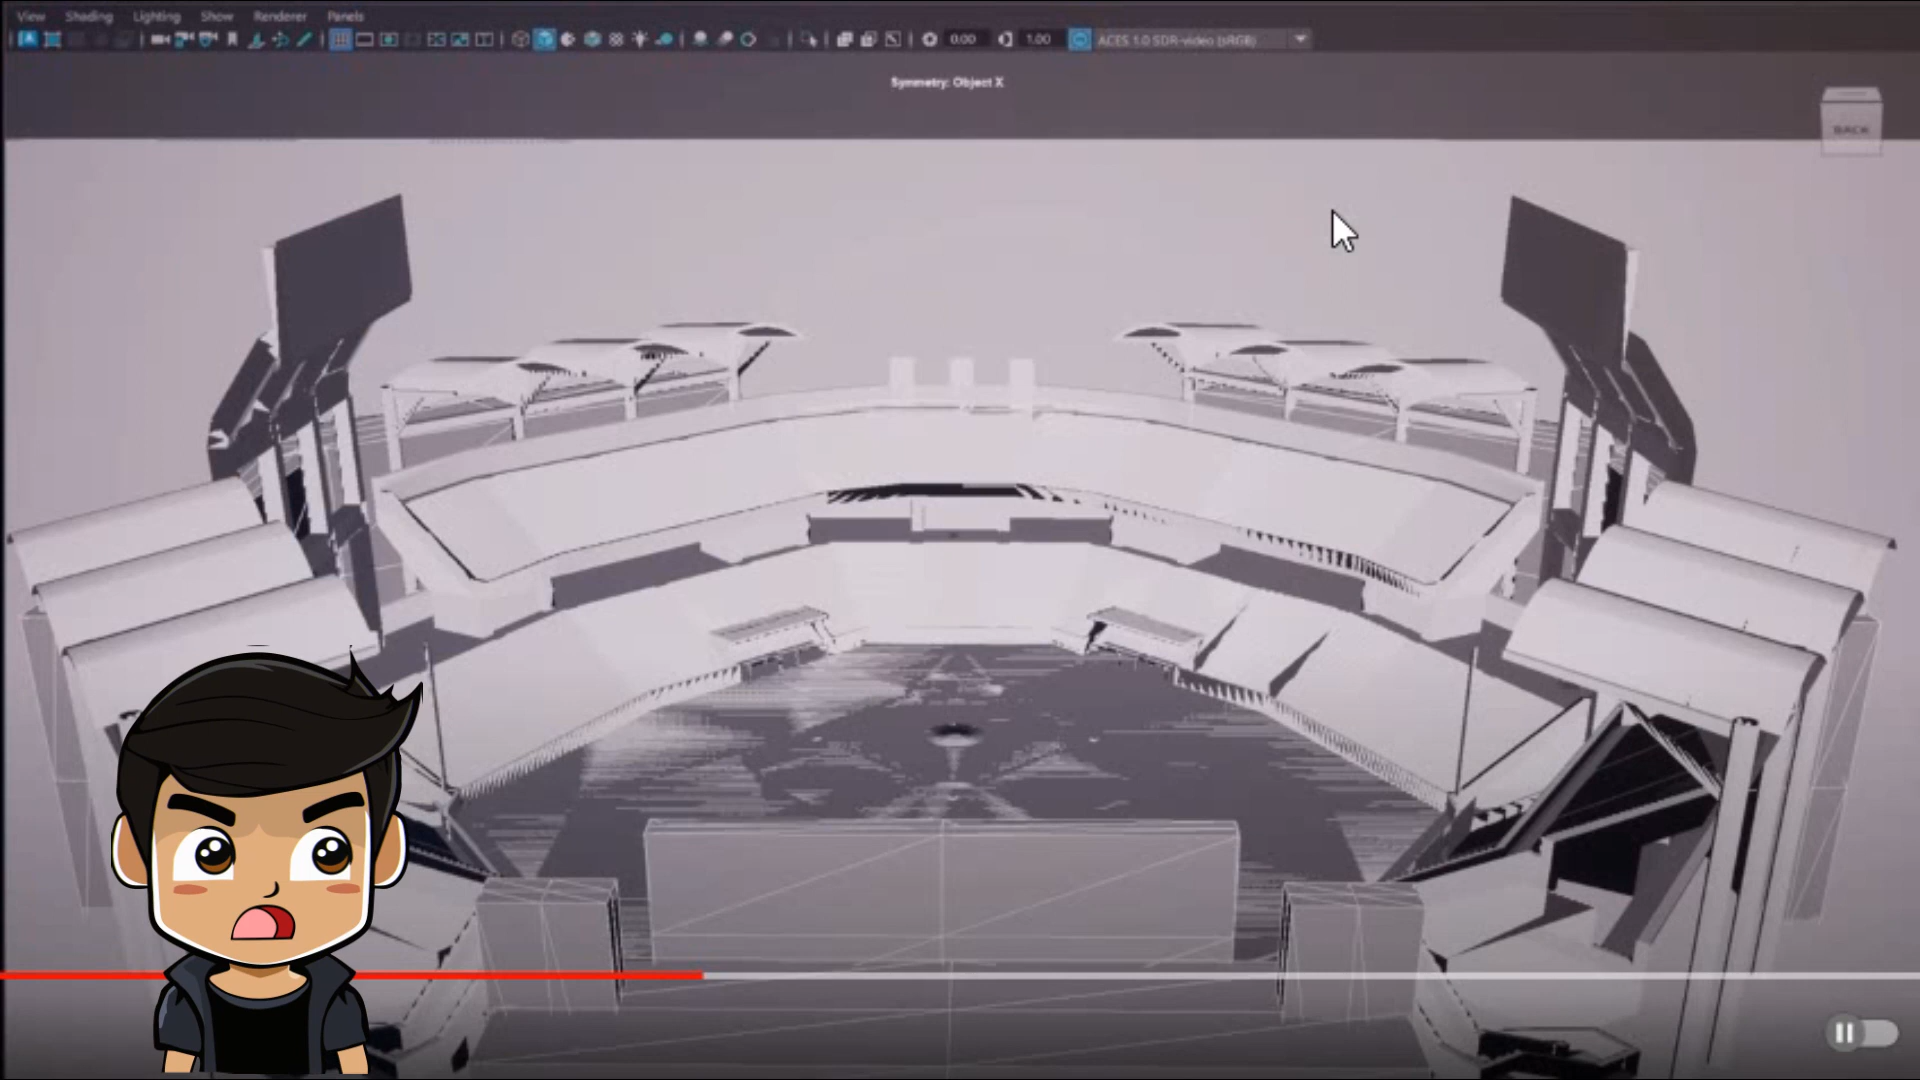 View Shading Lighting Show Renderer Panels
0.00 1.00 ACES 1.0 SDR-video (sRGB)
Symmetry: Object X
BACK